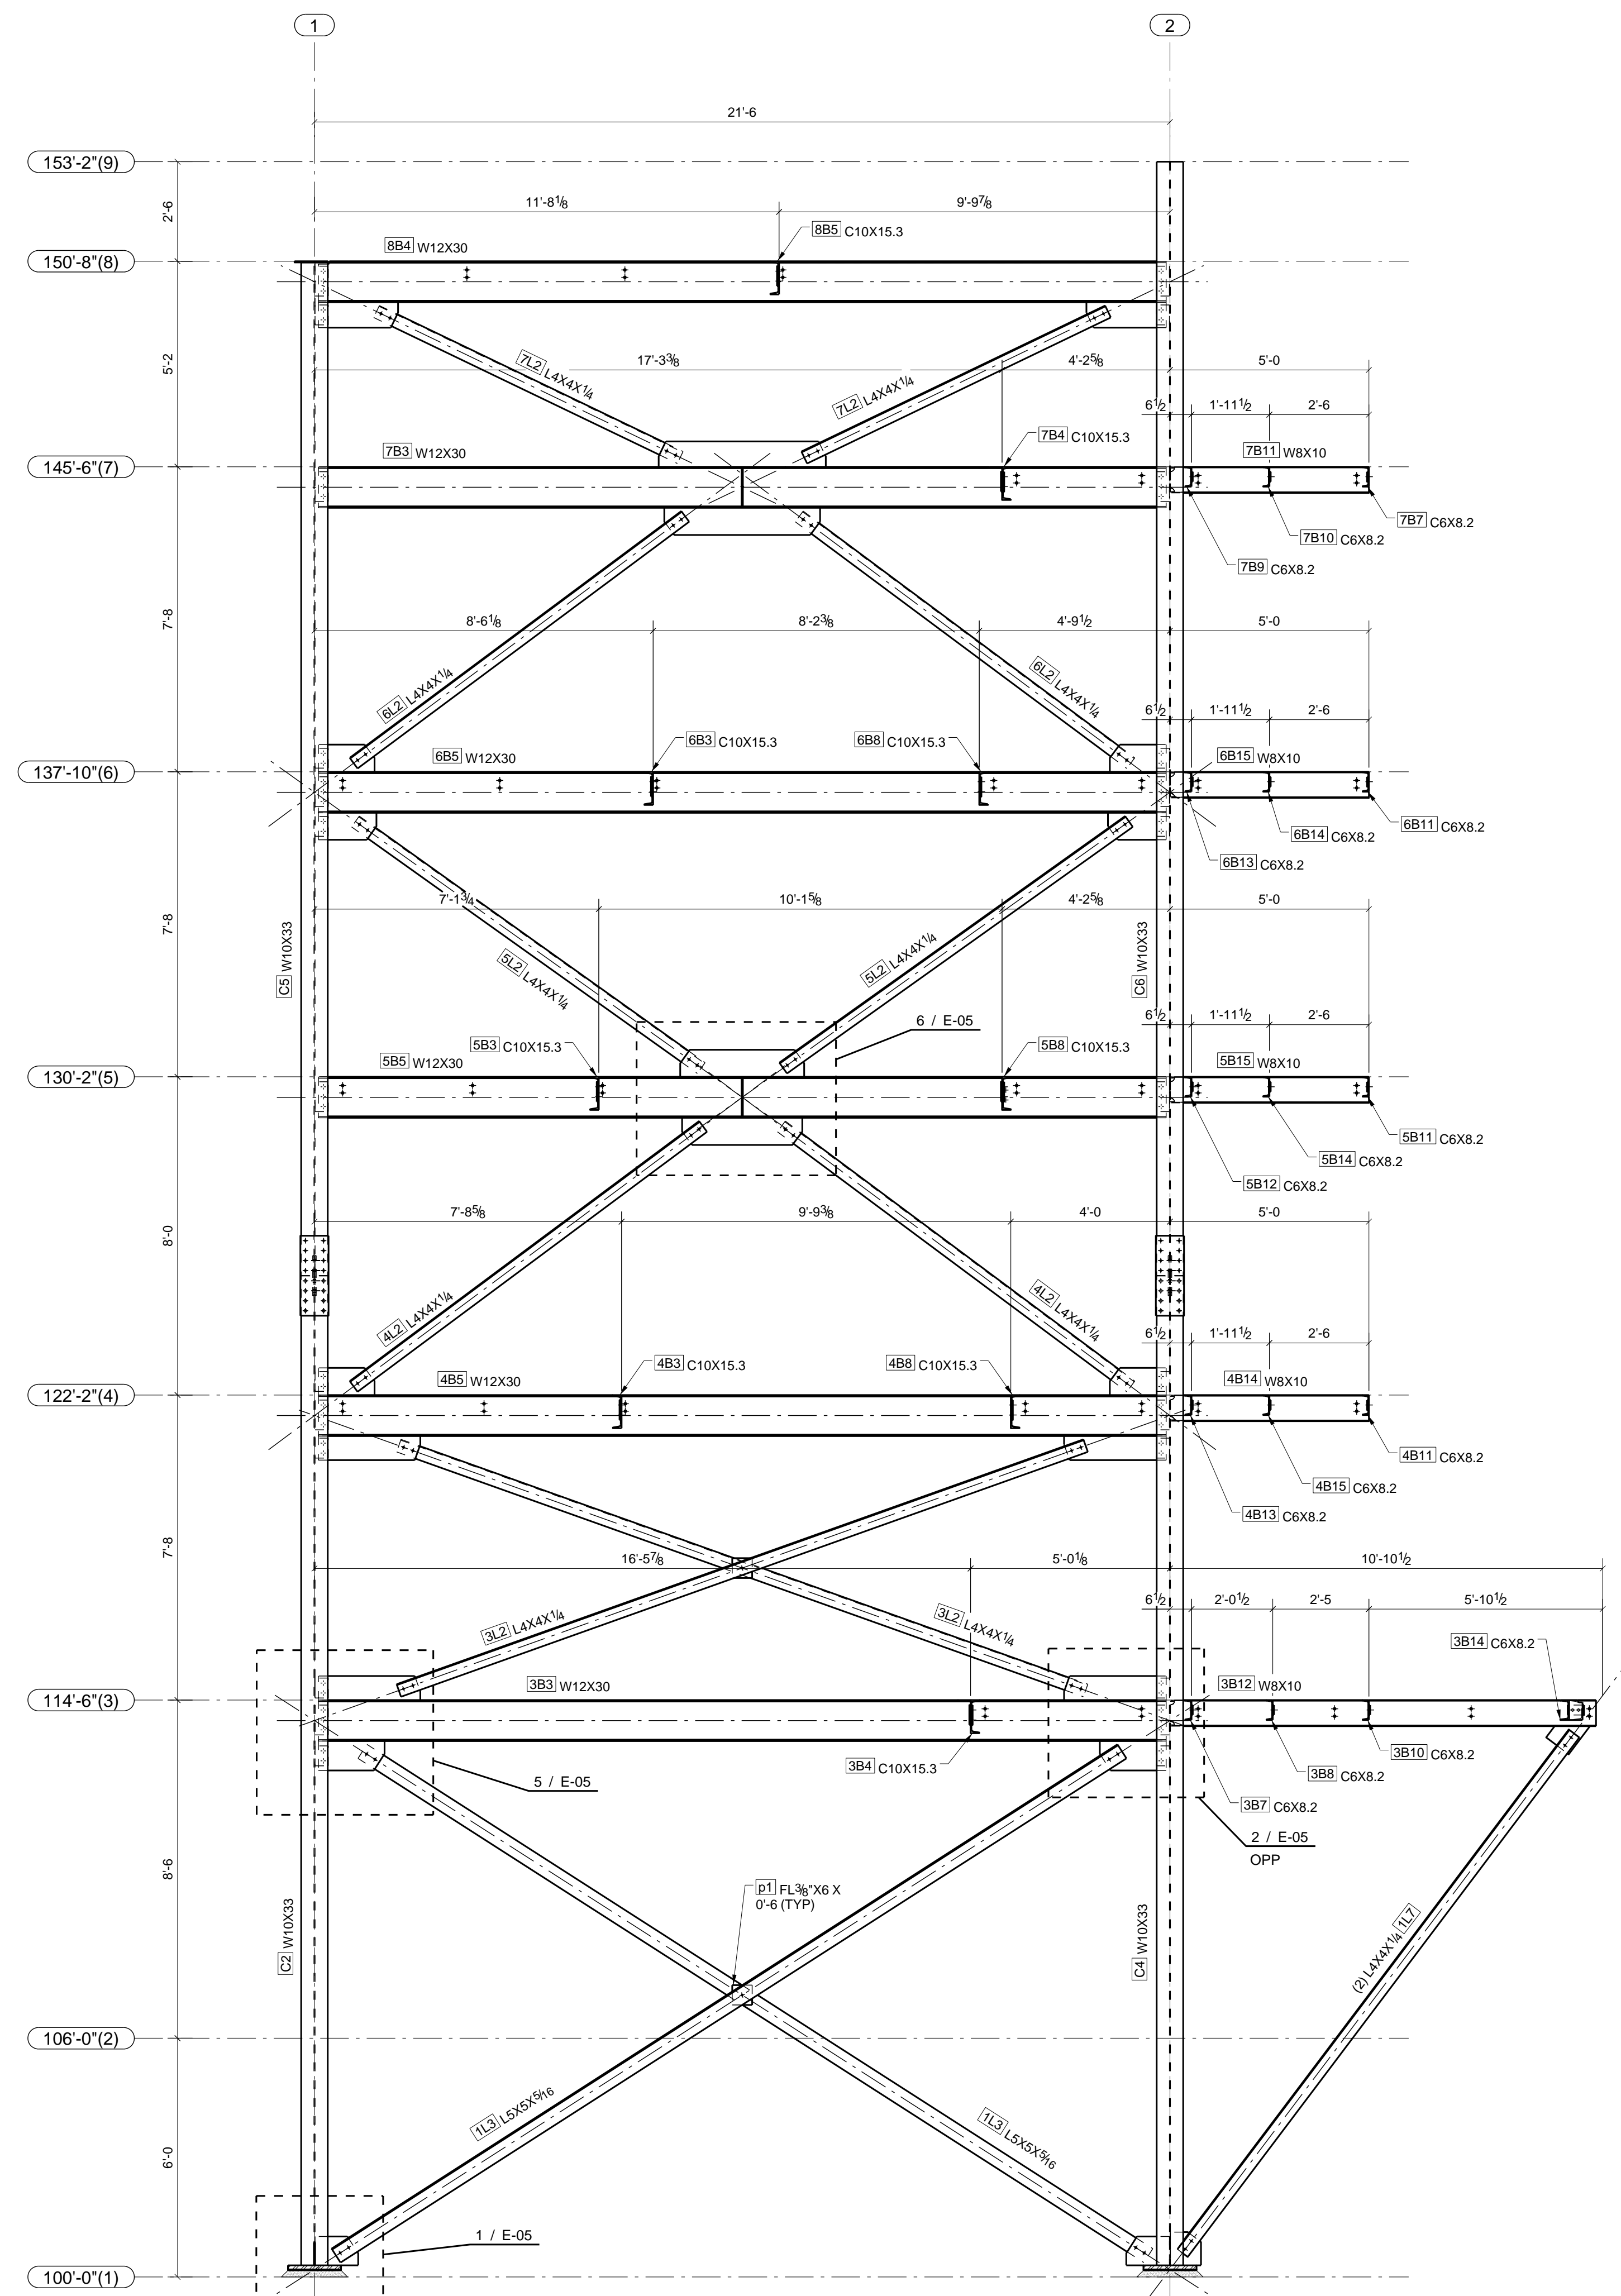 1
2
21'-6
153'-2"(9)
2'-6
11'-8 1/8
9'-9 7/8
8B5 C10X15.3
8B4 W12X30
150'-8"(8)
5'-2
7L2 L4X4X1/4
17'-3 3/8
7L2 L4X4X1/4
4'-2 5/8
5'-0
6 1/2
1'-11 1/2
2'-6
7B3 W12X30
7B4 C10X15.3
7B11 W8X10
145'-6"(7)
7B7 C6X8.2
7B10 C6X8.2
7B9 C6X8.2
7'-8
8'-6 1/8
8'-2 3/8
4'-9 1/2
5'-0
6L2 L4X4X1/4
6L2 L4X4X1/4
6 1/2
1'-11 1/2
2'-6
6B5 W12X30
6B3 C10X15.3
6B8 C10X15.3
6B15 W8X10
137'-10"(6)
6B11 C6X8.2
6B14 C6X8.2
6B13 C6X8.2
7'-8
7'-1 3/4
10'-1 5/8
4'-2 5/8
5'-0
C5 W10X33
5L2 L4X4X1/4
5L2 L4X4X1/4
C6 W10X33
6 / E-05
6 1/2
1'-11 1/2
2'-6
5B5 W12X30
5B3 C10X15.3
5B8 C10X15.3
5B15 W8X10
130'-2"(5)
5B11 C6X8.2
5B14 C6X8.2
5B12 C6X8.2
8'-0
7'-8 5/8
9'-9 3/8
4'-0
5'-0
4L2 L4X4X1/4
4L2 L4X4X1/4
6 1/2
1'-11 1/2
2'-6
4B5 W12X30
4B3 C10X15.3
4B8 C10X15.3
4B14 W8X10
122'-2"(4)
4B11 C6X8.2
4B15 C6X8.2
4B13 C6X8.2
7'-8
16'-5 7/8
5'-0 1/8
10'-10 1/2
3L2 L4X4X1/4
3L2 L4X4X1/4
6 1/2
2'-0 1/2
2'-5
5'-10 1/2
3B14 C6X8.2
3B3 W12X30
3B12 W8X10
114'-6"(3)
3B4 C10X15.3
3B10 C6X8.2
3B8 C6X8.2
3B7 C6X8.2
5 / E-05
2 / E-05
OPP
8'-6
p1 FL3/8"X6 X
0'-6 (TYP)
C2 W10X33
C4 W10X33
(2) L4X4X1/4 1L7
106'-0"(2)
6'-0
1L3 L5X5X5/16
1L3 L5X5X5/16
1 / E-05
100'-0"(1)